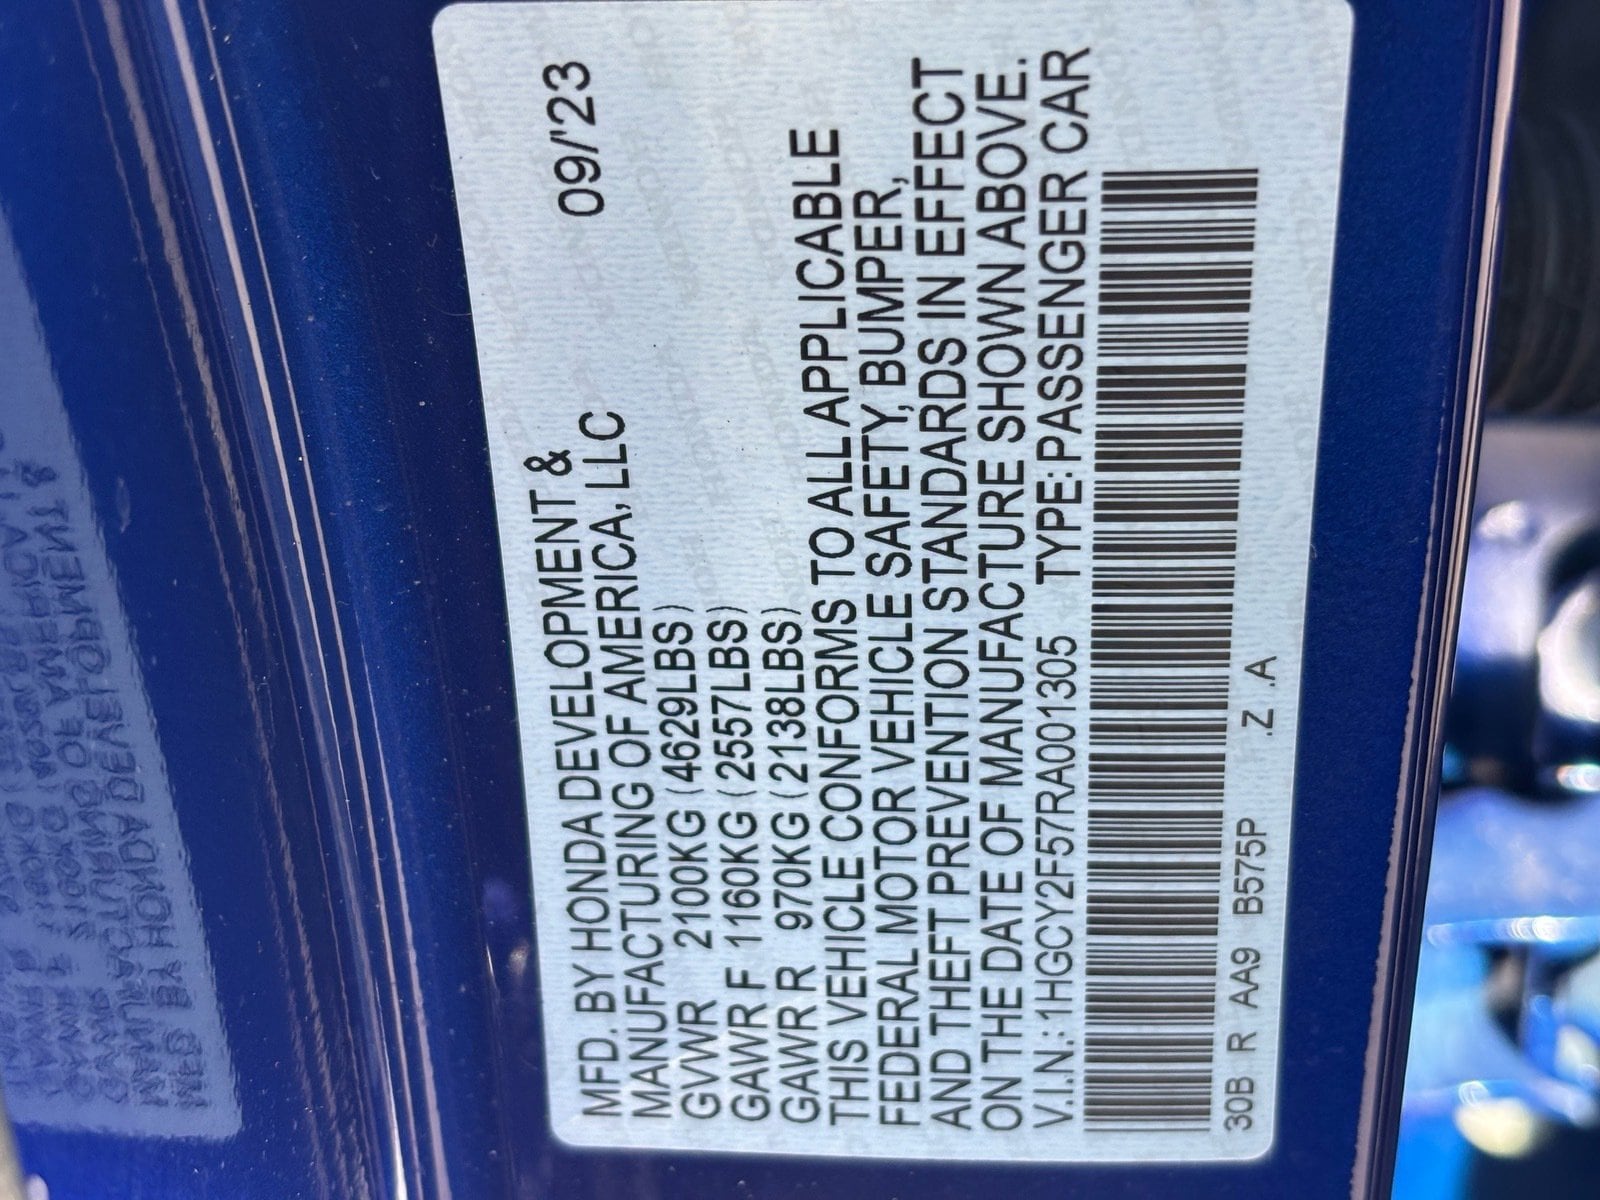 MFD. BY HONDA DEVELOPMENT &
MANUFACTURING OF AMERICA, LLC 09/'23
GVWR 2100KG (4629LBS)
GAWR F 1160KG (2557LBS)
GAWR R 970KG (2138LBS)
THIS VEHICLE CONFORMS TO ALL APPLICABLE
FEDERAL MOTOR VEHICLE SAFETY, BUMPER,
AND THEFT PREVENTION STANDARDS IN EFFECT
ON THE DATE OF MANUFACTURE SHOWN ABOVE.
V.I.N.: 1HGCY2F57RA001305 TYPE: PASSENGER CAR
30B R AA9 B575P .Z .A